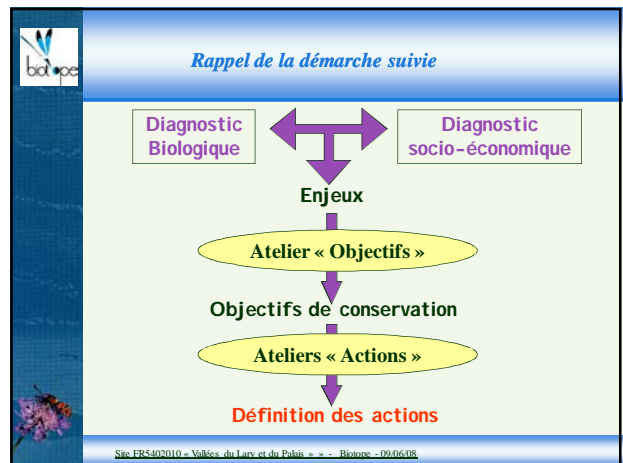 biotope
Rappel de la démarche suivie
Diagnostic
Biologique
Diagnostic
socio-économique
Enjeux
Atelier « Objectifs »
Objectifs de conservation
Ateliers « Actions »
Définition des actions
Site FR5402010 « Vallées du Lary et du Palais » » - Biotope - 09/06/08